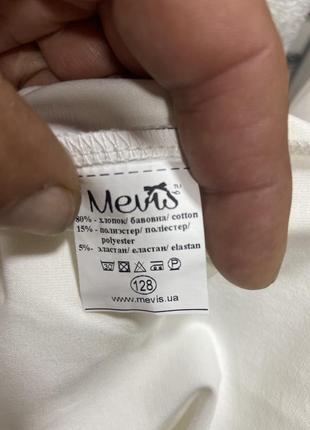 Mevis
80%- хлопок/ бавовна/ cotton
15%- полиэстер/ поліестер/
polyester
5%- эластан/ еластан/ elastan
128
www.mevis.ua